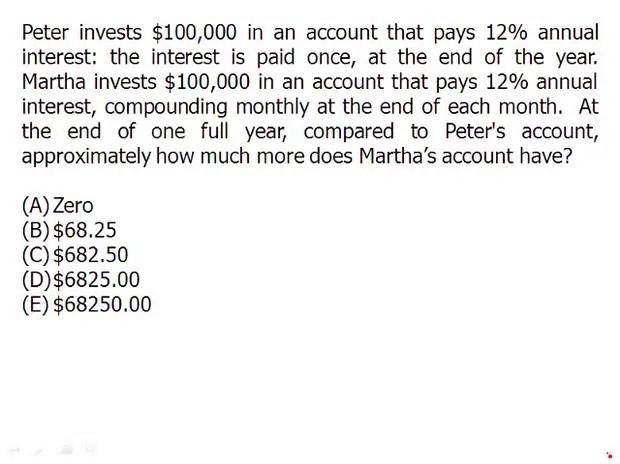 Peter invests $100,000 in an account that pays 12% annual
interest: the interest is paid once, at the end of the year.
Martha invests $100,000 in an account that pays 12% annual
interest, compounding monthly at the end of each month. At
the end of one full year, compared to Peter's account,
approximately how much more does Martha’s account have?
(A) Zero
(B) $68.25
(C) $682.50
(D) $6825.00
(E) $68250.00